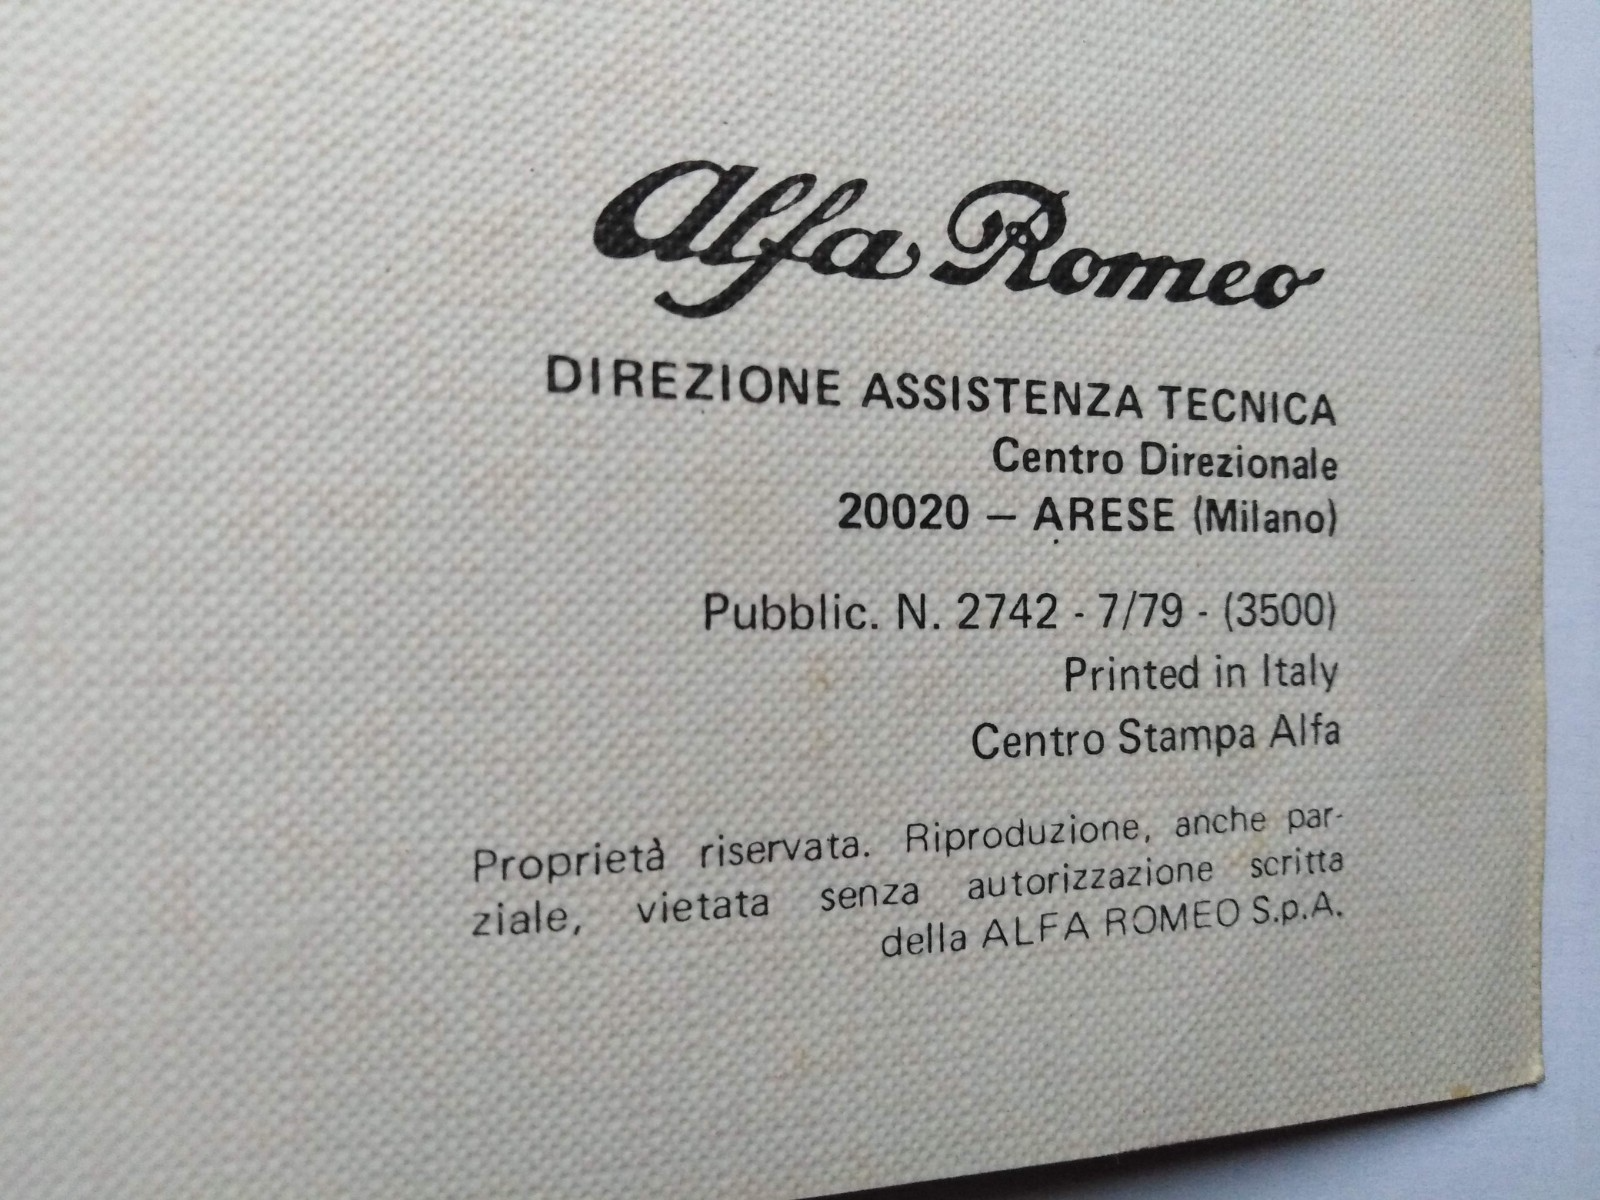 Alfa Romeo
DIREZIONE ASSISTENZA TECNICA
Centro Direzionale
20020 – ARESE (Milano)
Pubblic. N. 2742 - 7/79 - (3500)
Printed in Italy
Centro Stampa Alfa
Proprietà riservata. Riproduzione, anche par-
ziale, vietata senza autorizzazione scritta
della ALFA ROMEO S.p.A.